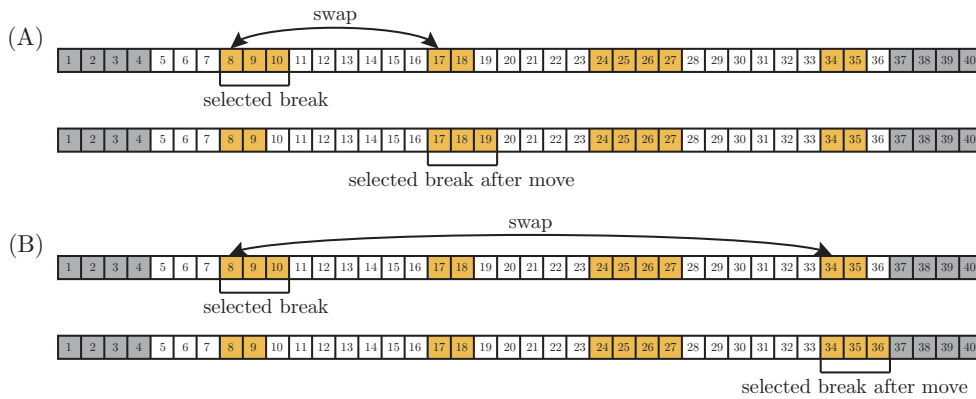 swap
(A)
1 2 3 4 5 6 7 8 9 10 11 12 13 14 15 16 17 18 19 20 21 22 23 24 25 26 27 28 29 30 31 32 33 34 35 36 37 38 39 40
selected break
1 2 3 4 5 6 7 8 9 10 11 12 13 14 15 16 17 18 19 20 21 22 23 24 25 26 27 28 29 30 31 32 33 34 35 36 37 38 39 40
selected break after move
swap
(B)
1 2 3 4 5 6 7 8 9 10 11 12 13 14 15 16 17 18 19 20 21 22 23 24 25 26 27 28 29 30 31 32 33 34 35 36 37 38 39 40
selected break
1 2 3 4 5 6 7 8 9 10 11 12 13 14 15 16 17 18 19 20 21 22 23 24 25 26 27 28 29 30 31 32 33 34 35 36 37 38 39 40
selected break after move